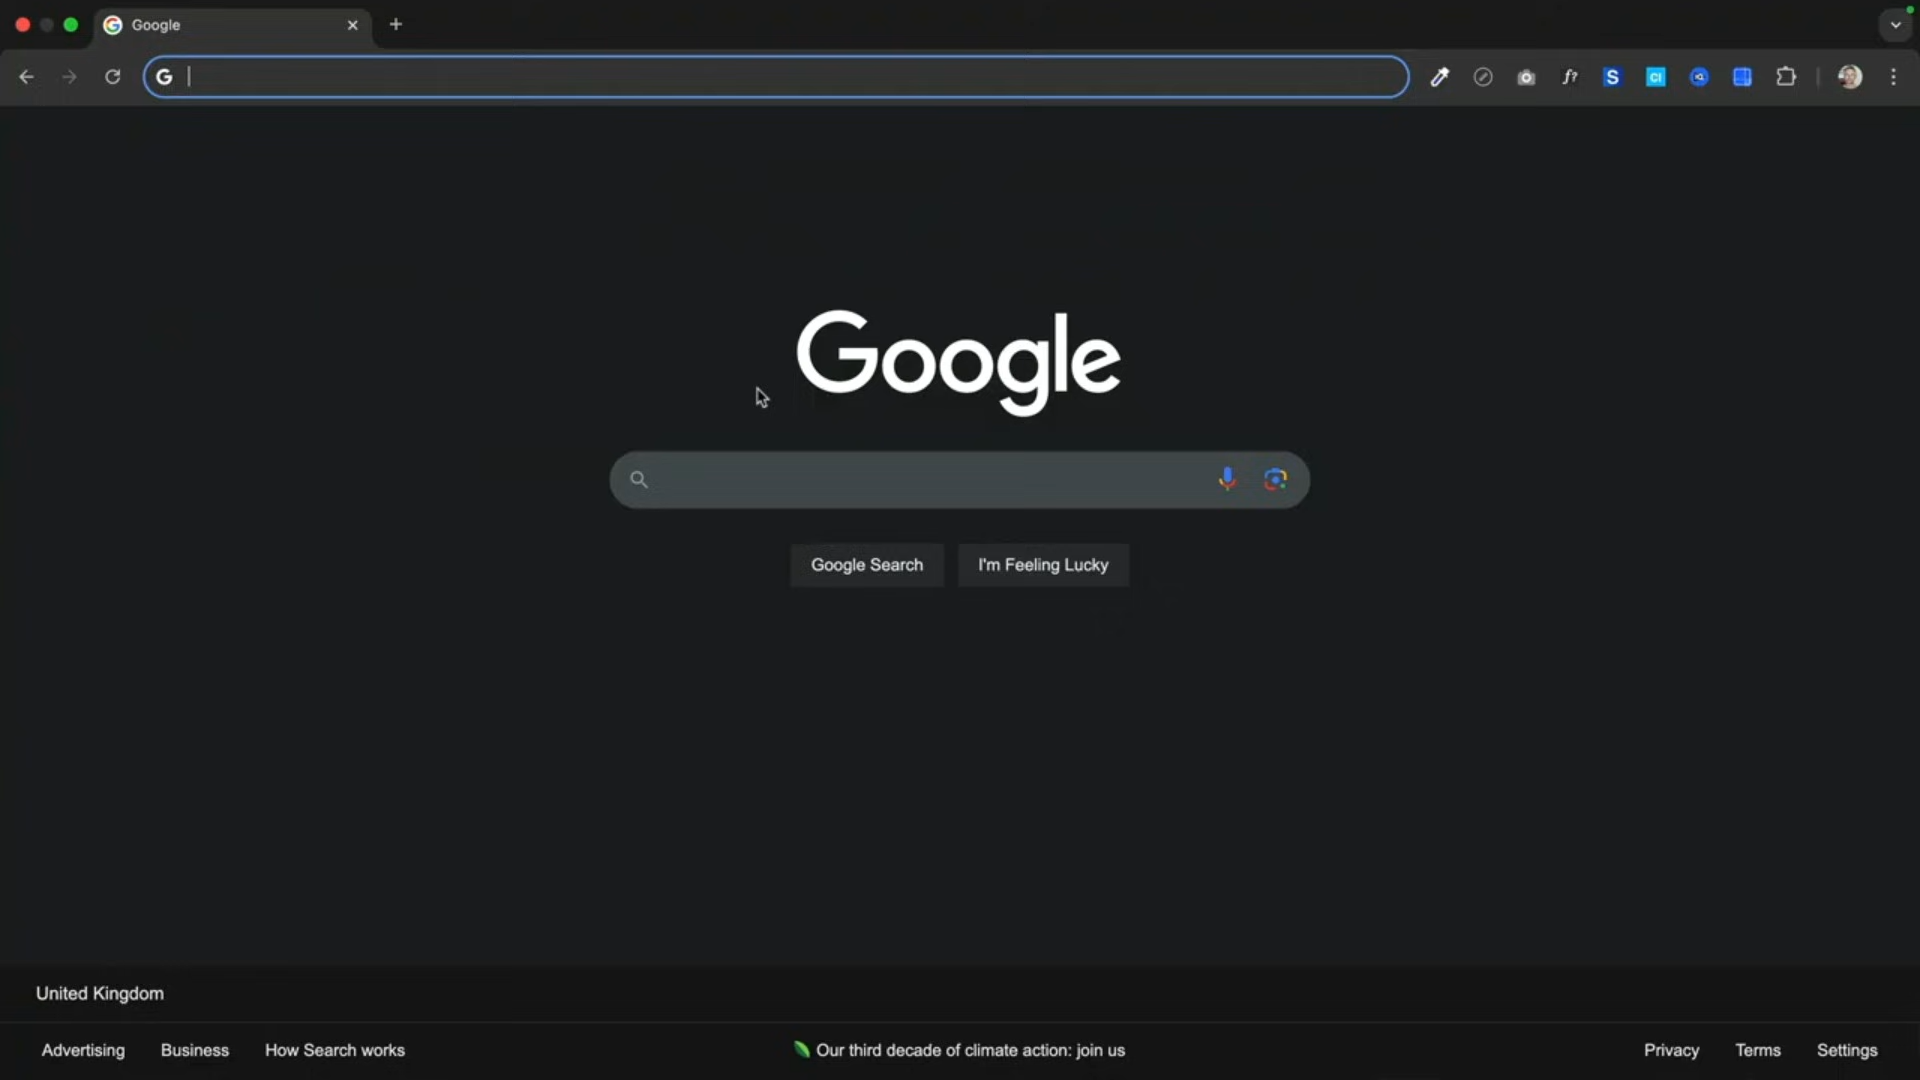 Google
Google
Google Search
I'm Feeling Lucky
United Kingdom
Advertising
Business
How Search works
Our third decade of climate action: join us
Privacy
Terms
Settings